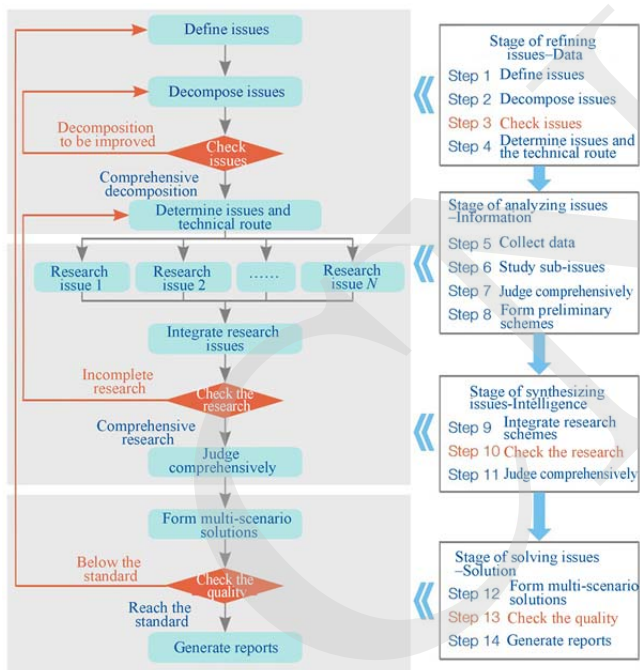 Define issues
Decompose issues
Decomposition
to be improved
Check
issues
Comprehensive
decomposition
Determine issues and
technical route
Research
issue 1
Research
issue 2
......
Research
issue N
Integrate research
issues
Incomplete
research
Check the
research
Comprehensive
research
Judge
comprehensively
Form multi-scenario
solutions
Below the
standard
Check the
quality
Reach the
standard
Generate reports
Stage of refining
issues–Data
Step 1 Define issues
Step 2 Decompose issues
Step 3 Check issues
Step 4 Determine issues and
the technical route
Stage of analyzing issues
–Information
Step 5 Collect data
Step 6 Study sub-issues
Step 7 Judge comprehensively
Step 8 Form preliminary
schemes
Stage of synthesizing
issues-Intelligence
Step 9 Integrate research
schemes
Step 10 Check the research
Step 11 Judge comprehensively
Stage of solving issues
–Solution
Step 12 Form multi-scenario
solutions
Step 13 Check the quality
Step 14 Generate reports